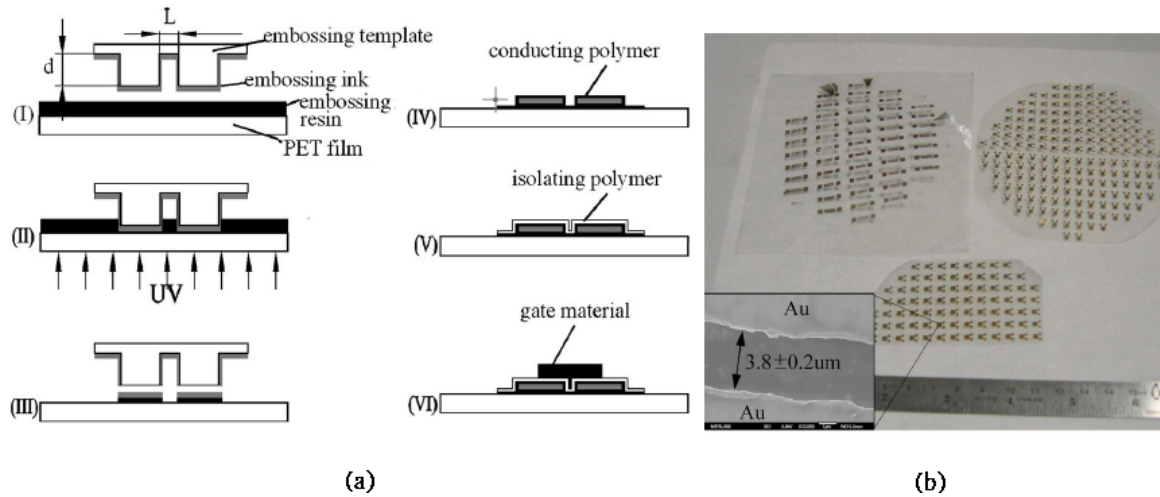 L
embossing template
d
embossing ink
embossing
resin
(I)
PET film
(II)
UV
(III)
conducting polymer
(IV)
isolating polymer
(V)
gate material
(VI)
(a)
Au
3.8±0.2um
Au
(b)